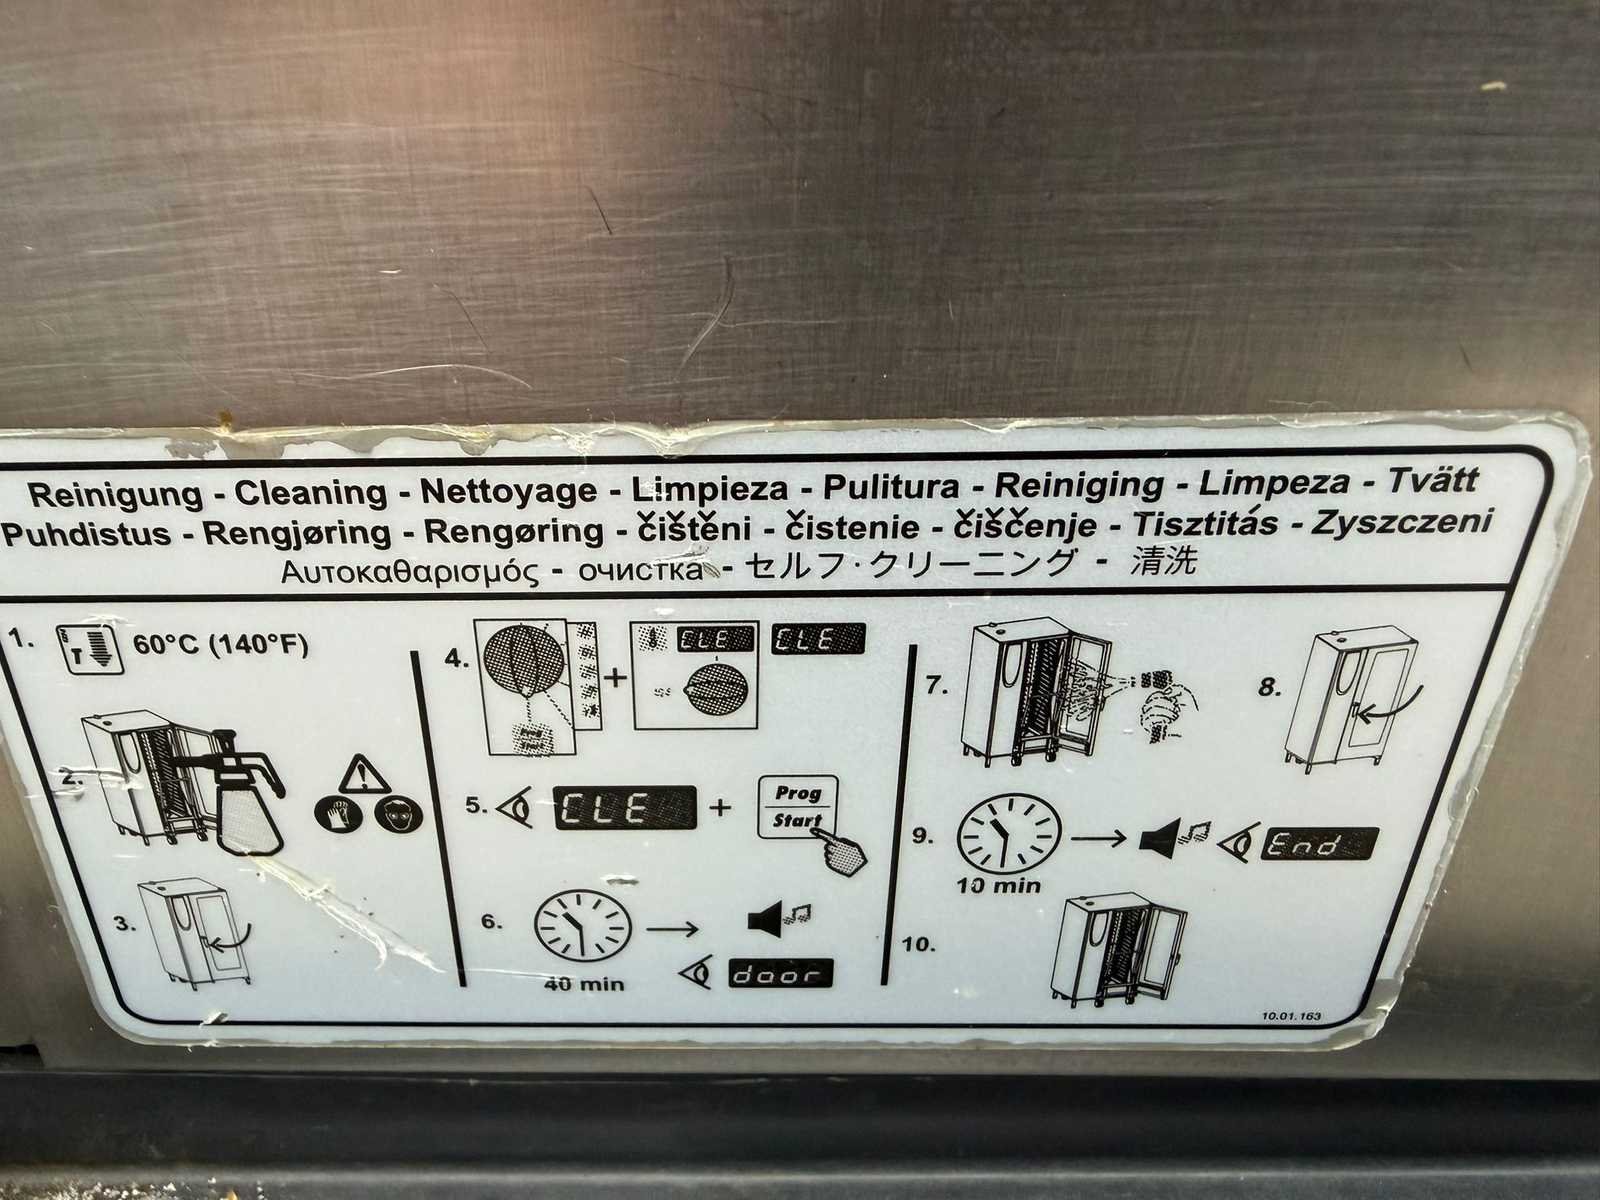 Reinigung - Cleaning - Nettoyage - Limpieza - Pulitura - Reiniging - Limpeza - Tvätt
Puhdistus - Rengjøring - Rengøring - čištěni - čistenie - čiščenje - Tisztitás - Zyszczeni
Αυτοκαθαρισμός - очистка - セルフ・クリーニング - 清洗
1. T 60°C (140°F)
2.
3.
4. Prog Start + CLE CLE
5. CLE + Prog Start
6. 40 min door
7.
8.
9. 10 min End
10.
10.01.163